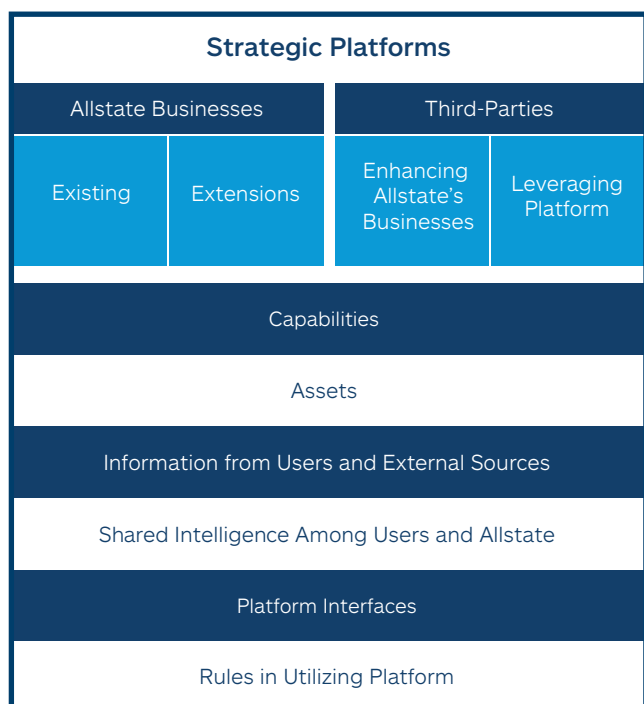 Strategic Platforms
Allstate Businesses
Third-Parties
Existing
Extensions
Enhancing
Allstate's
Businesses
Leveraging
Platform
Capabilities
Assets
Information from Users and External Sources
Shared Intelligence Among Users and Allstate
Platform Interfaces
Rules in Utilizing Platform